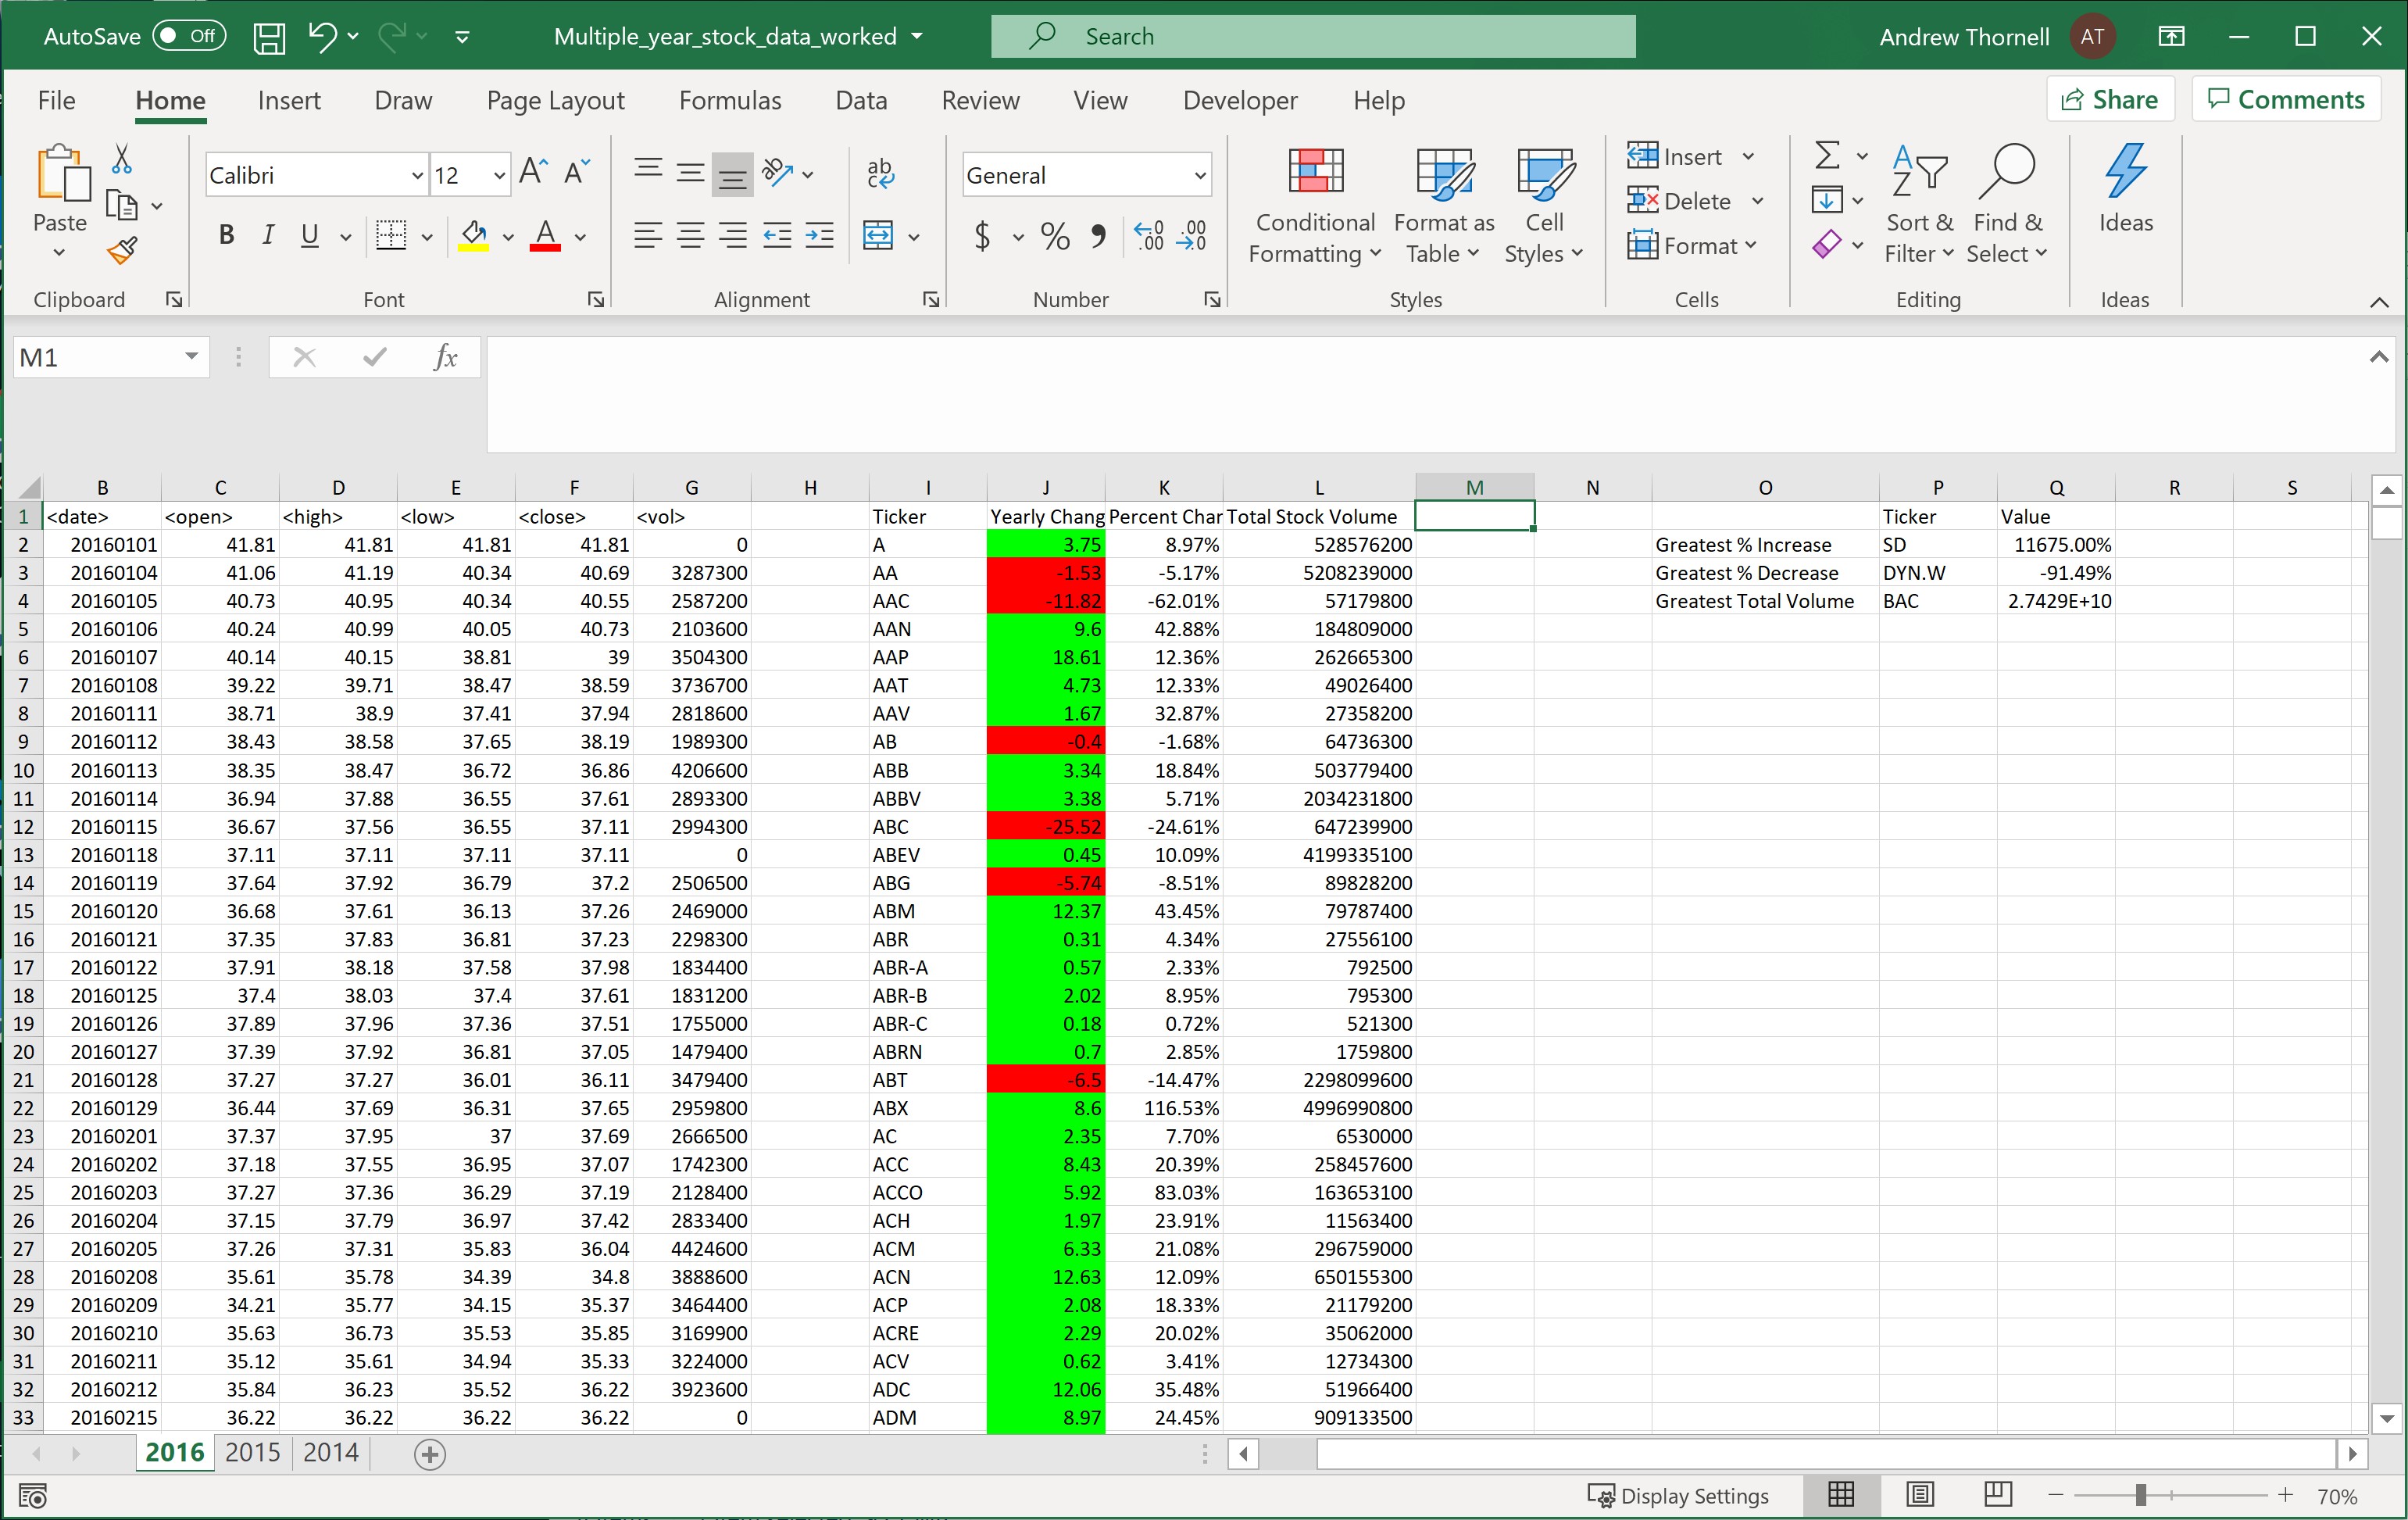 AutoSave Off Multiple_year_stock_data_worked Search Andrew Thornell AT
File Home Insert Draw Page Layout Formulas Data Review View Developer Help Share Comments
Paste Calibri 12 General Conditional Formatting Format as Table Cell Styles Insert Delete Format Sort & Filter Find & Select Ideas
Clipboard Font Alignment Number Styles Cells Editing Ideas
M1 fx
B C D E F G H I J K L M N O P Q R S
1 <date> <open> <high> <low> <close> <vol> Ticker Yearly Chang Percent Char Total Stock Volume Ticker Value
2 20160101 41.81 41.81 41.81 41.81 0 A 3.75 8.97% 528576200 Greatest % Increase SD 11675.00%
3 20160104 41.06 41.19 40.34 40.69 3287300 AA -1.53 -5.17% 5208239000 Greatest % Decrease DYN.W -91.49%
4 20160105 40.73 40.95 40.34 40.55 2587200 AAC -11.82 -62.01% 57179800 Greatest Total Volume BAC 2.7429E+10
5 20160106 40.24 40.99 40.05 40.73 2103600 AAN 9.6 42.88% 184809000
6 20160107 40.14 40.15 38.81 39 3504300 AAP 18.61 12.36% 262665300
7 20160108 39.22 39.71 38.47 38.59 3736700 AAT 4.73 12.33% 49026400
8 20160111 38.71 38.9 37.41 37.94 2818600 AAV 1.67 32.87% 27358200
9 20160112 38.43 38.58 37.65 38.19 1989300 AB -0.4 -1.68% 64736300
10 20160113 38.35 38.47 36.72 36.86 4206600 ABB 3.34 18.84% 503779400
11 20160114 36.94 37.88 36.55 37.61 2893300 ABBV 3.38 5.71% 2034231800
12 20160115 36.67 37.56 36.55 37.11 2994300 ABC -25.52 -24.61% 647239900
13 20160118 37.11 37.11 37.11 37.11 0 ABEV 0.45 10.09% 4199335100
14 20160119 37.64 37.92 36.79 37.2 2506500 ABG -5.74 -8.51% 89828200
15 20160120 36.68 37.61 36.13 37.26 2469000 ABM 12.37 43.45% 79787400
16 20160121 37.35 37.83 36.81 37.23 2298300 ABR 0.31 4.34% 27556100
17 20160122 37.91 38.18 37.58 37.98 1834400 ABR-A 0.57 2.33% 792500
18 20160125 37.4 38.03 37.4 37.61 1831200 ABR-B 2.02 8.95% 795300
19 20160126 37.89 37.96 37.36 37.51 1755000 ABR-C 0.18 0.72% 521300
20 20160127 37.39 37.92 36.81 37.05 1479400 ABRN 0.7 2.85% 1759800
21 20160128 37.27 37.27 36.01 36.11 3479400 ABT -6.5 -14.47% 2298099600
22 20160129 36.44 37.69 36.31 37.65 2959800 ABX 8.6 116.53% 4996990800
23 20160201 37.37 37.95 37 37.69 2666500 AC 2.35 7.70% 6530000
24 20160202 37.18 37.55 36.95 37.07 1742300 ACC 8.43 20.39% 258457600
25 20160203 37.27 37.36 36.29 37.19 2128400 ACCO 5.92 83.03% 163653100
26 20160204 37.15 37.79 36.97 37.42 2833400 ACH 1.97 23.91% 11563400
27 20160205 37.26 37.31 35.83 36.04 4424600 ACM 6.33 21.08% 296759000
28 20160208 35.61 35.78 34.39 34.8 3888600 ACN 12.63 12.09% 650155300
29 20160209 34.21 35.77 34.15 35.37 3464400 ACP 2.08 18.33% 21179200
30 20160210 35.63 36.73 35.53 35.85 3169900 ACRE 2.29 20.02% 35062000
31 20160211 35.12 35.61 34.94 35.33 3224000 ACV 0.62 3.41% 12734300
32 20160212 35.84 36.23 35.52 36.22 3923600 ADC 12.06 35.48% 51966400
33 20160215 36.22 36.22 36.22 36.22 0 ADM 8.97 24.45% 909133500
2016 2015 2014
Display Settings 70%